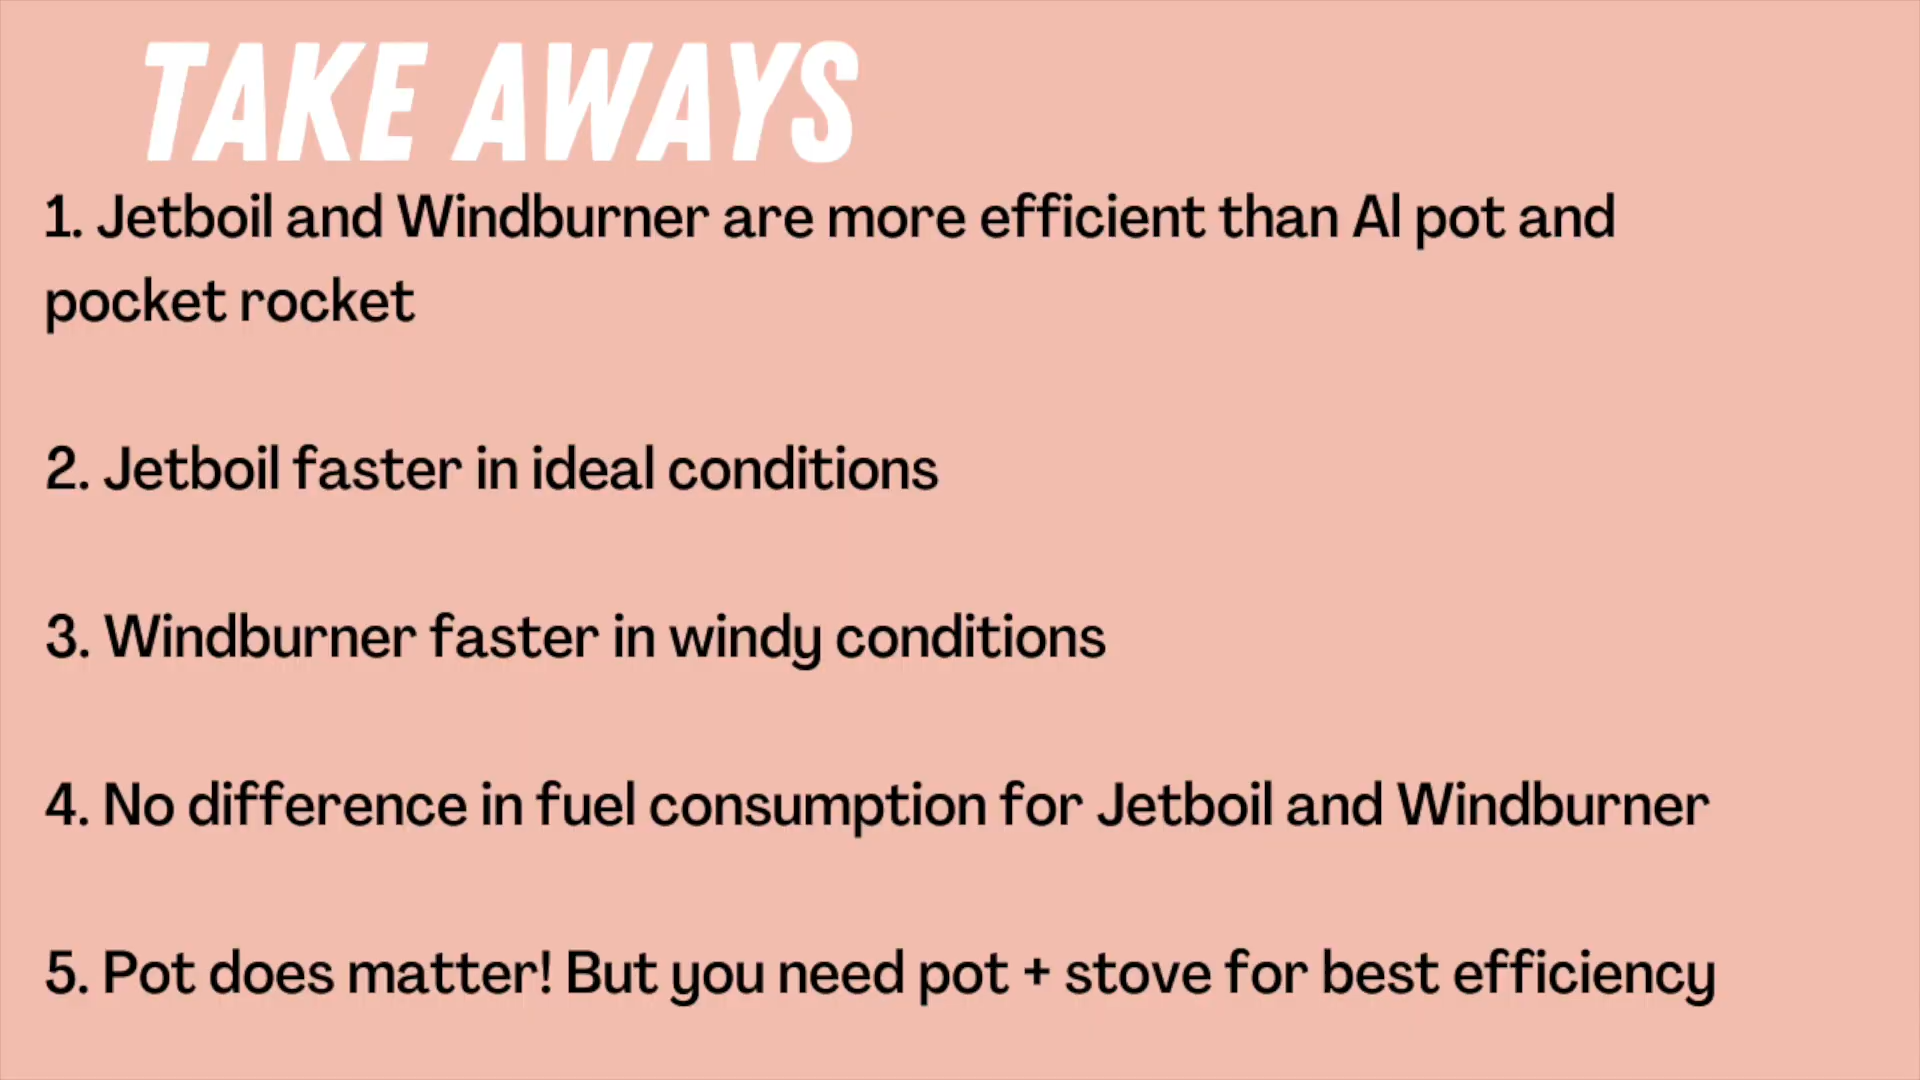 TAKE AWAYS
1. Jetboil and Windburner are more efficient than Al pot and
pocket rocket
2. Jetboil faster in ideal conditions
3. Windburner faster in windy conditions
4. No difference in fuel consumption for Jetboil and Windburner
5. Pot does matter! But you need pot + stove for best efficiency